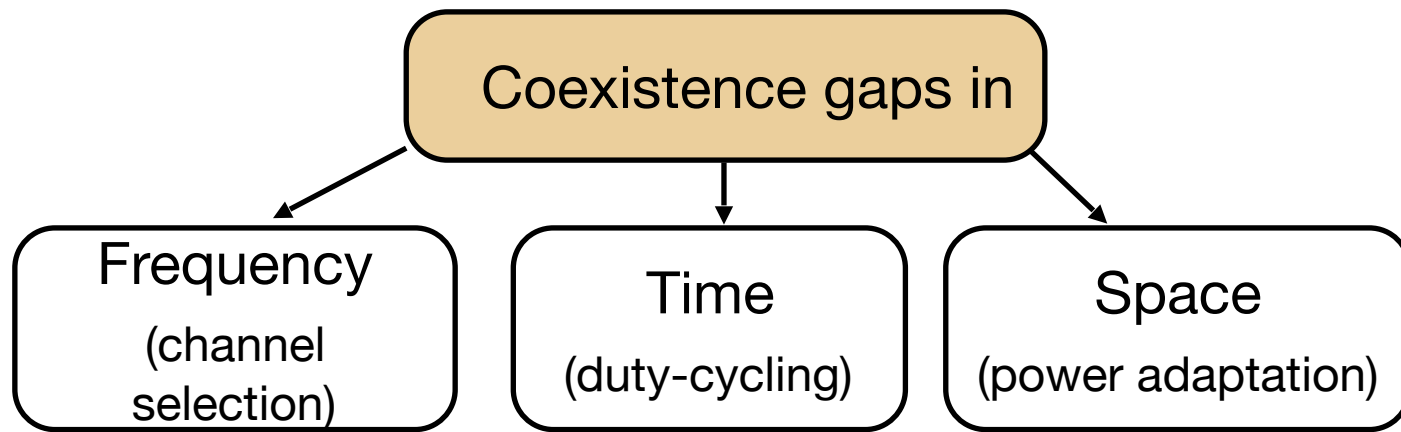 Coexistence gaps in
Frequency
(channel
selection)
Time
(duty-cycling)
Space
(power adaptation)